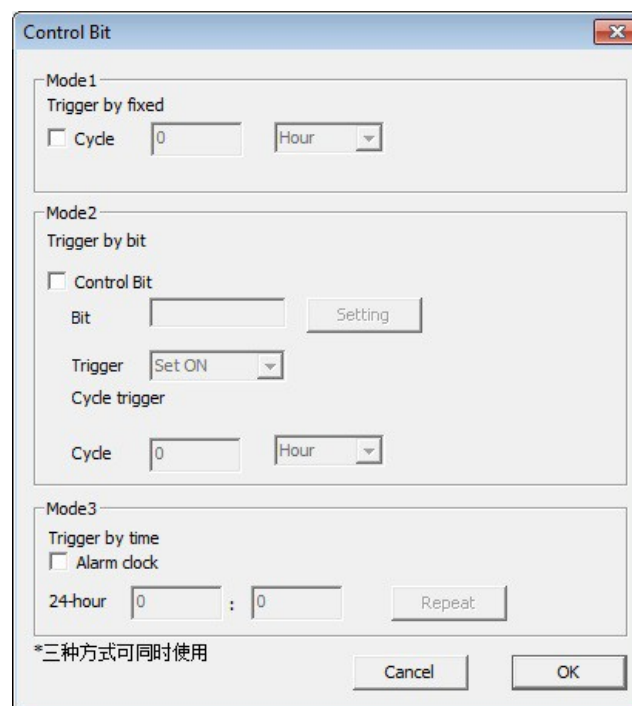 Control Bit
Mode1
Trigger by fixed
Cycle 0 Hour
Mode2
Trigger by bit
Control Bit
Bit Setting
Trigger Set ON
Cycle trigger
Cycle 0 Hour
Mode3
Trigger by time
Alarm clock
24-hour 0 : 0 Repeat
*三种方式可同时使用
Cancel OK